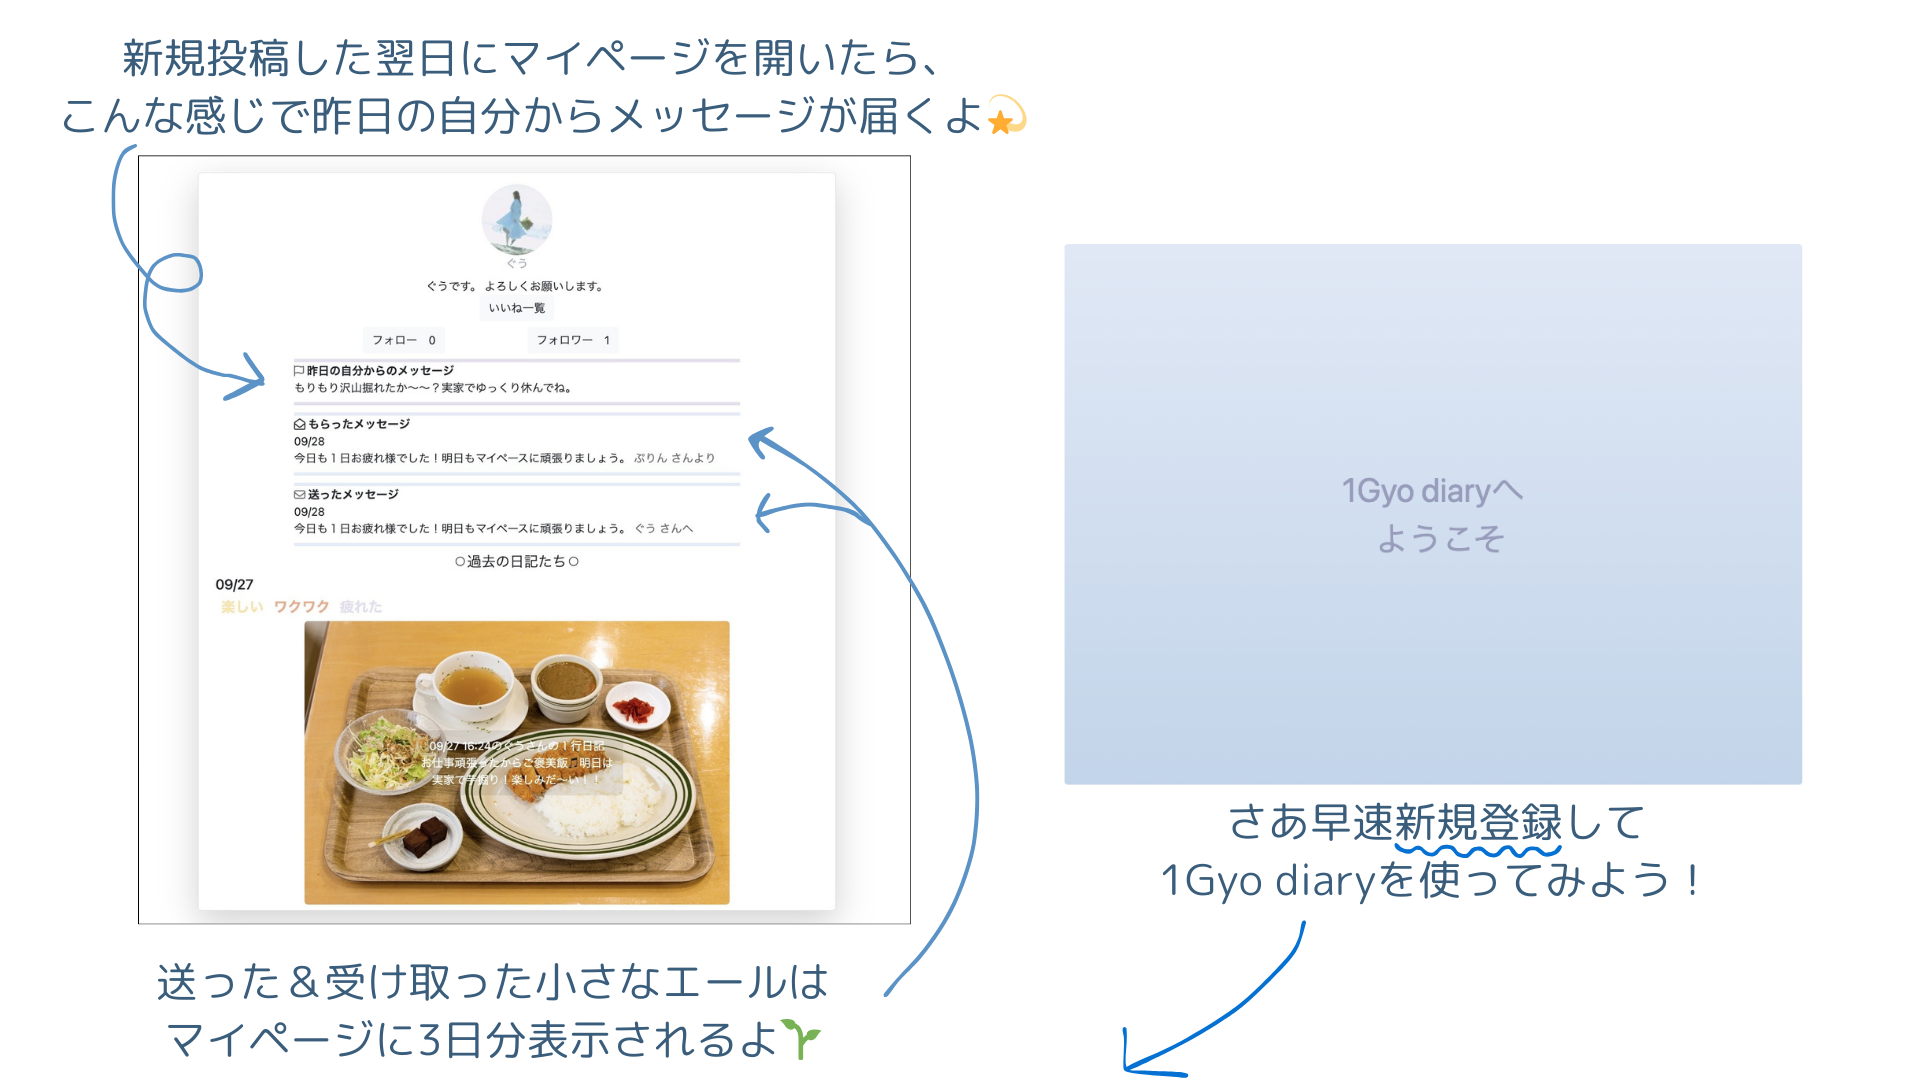 新規投稿した翌日にマイページを開いたら、
こんな感じで昨日の自分からメッセージが届くよ💫
ぐう
ぐうです。 よろしくお願いします。
いいね一覧
フォロー 0
フォロワー 1
昨日の自分からのメッセージ
もりもり沢山掘れたか〜〜？実家でゆっくり休んでね。
もらったメッセージ
09/28
今日も１日お疲れ様でした！明日もマイペースに頑張りましょう。 ぷりん さんより
送ったメッセージ
09/28
今日も１日お疲れ様でした！明日もマイペースに頑張りましょう。 ぐう さんへ
○過去の日記たち○
09/27
楽しい ワクワク 疲れた
09/27 16:24のぐうさんの１行日記
お仕事頑張ったからご褒美飯 明日は
実家で芋掘り！楽しみだ〜い！！
送った＆受け取った小さなエールは
マイページに3日分表示されるよ🌱
1Gyo diaryへ
ようこそ
さあ早速新規登録して
1Gyo diaryを使ってみよう！